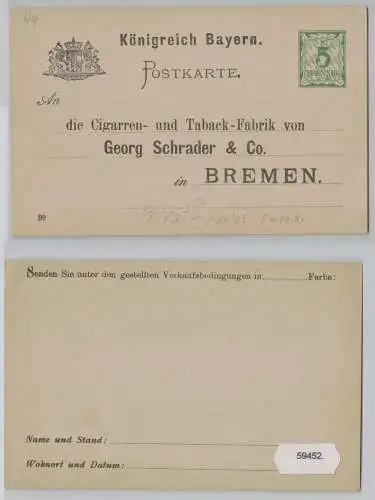 49
Königreich Bayern.
POSTKARTE.
5
An
die Cigarren- und Taback-Fabrik von
Georg Schrader & Co.
in BREMEN.
99
Senden Sie unter den gestellten Verkaufsbedingungen in Farbe:
Name und Stand:
Wohnort und Datum:
59452.